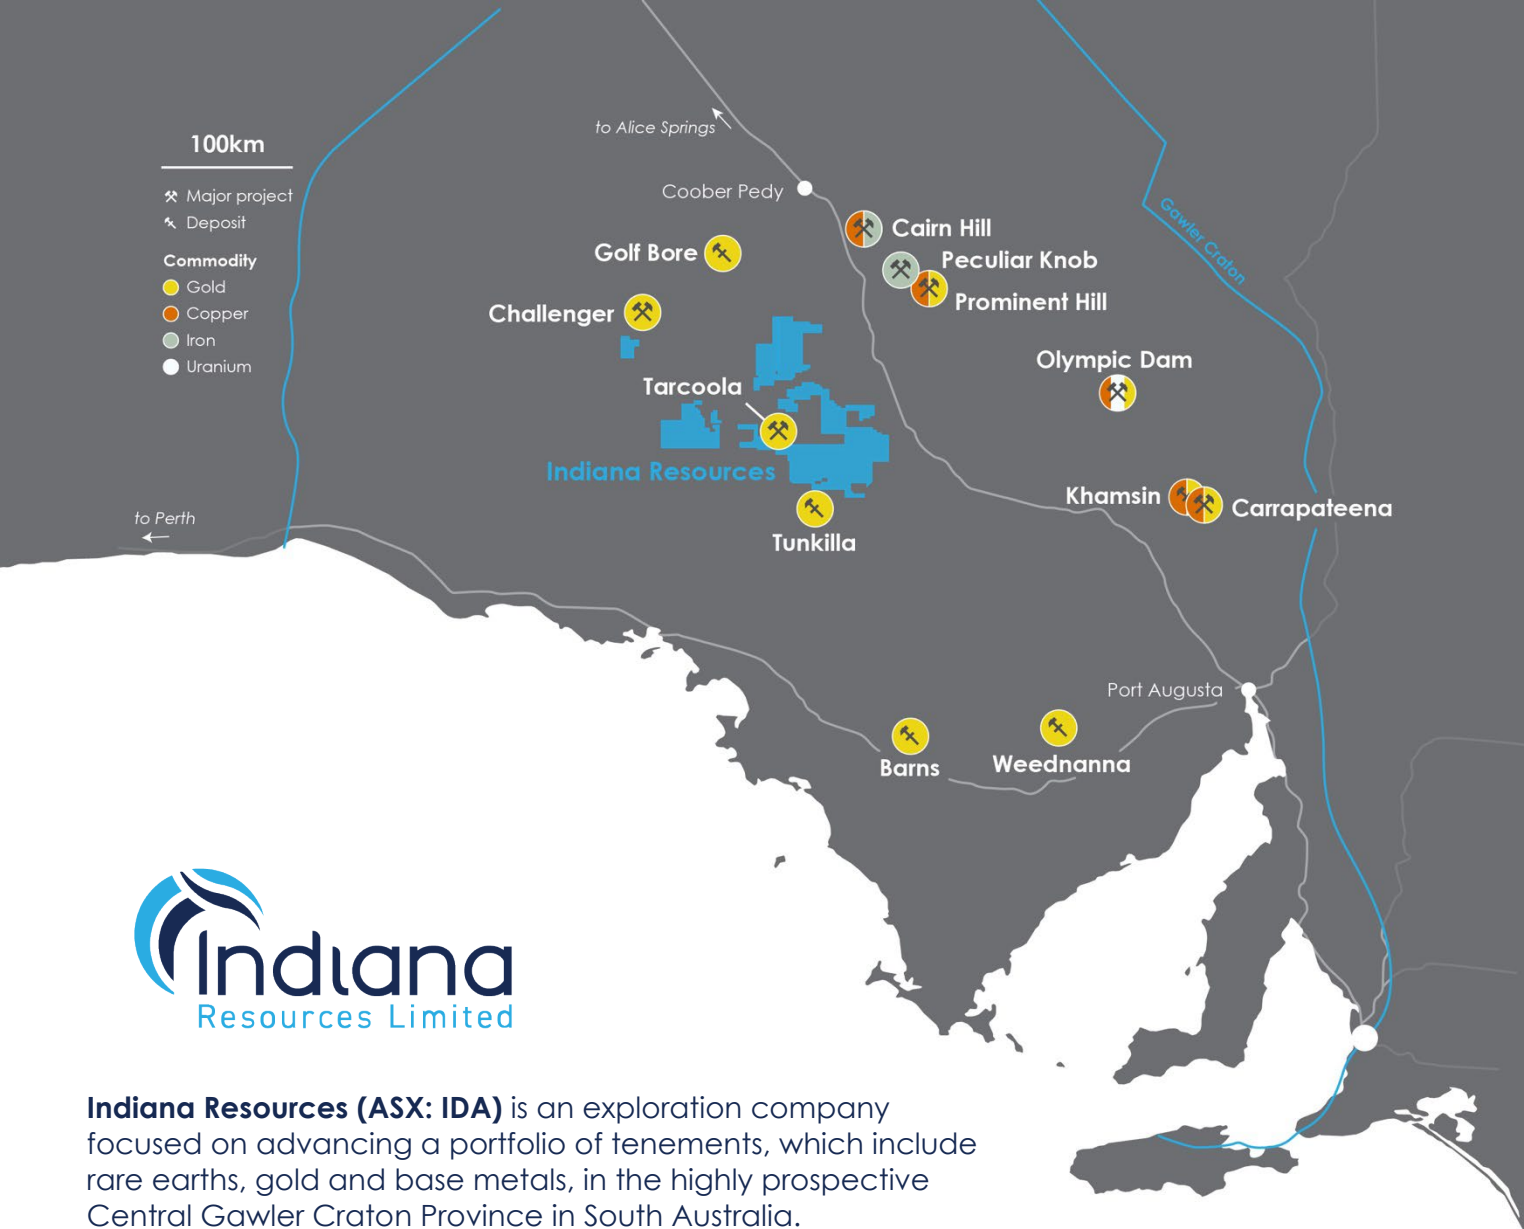 100km
Major project
Deposit
Commodity
Gold
Copper
Iron
Uranium
to Alice Springs
Coober Pedy
Cairn Hill
Golf Bore
Peculiar Knob
Prominent Hill
Challenger
Gawler Craton
Olympic Dam
Tarcoola
Indiana Resources
Khamsin
Carrapateena
to Perth
Tunkilla
Port Augusta
Barns
Weednanna
Indiana
Resources Limited
Indiana Resources (ASX: IDA) is an exploration company
focused on advancing a portfolio of tenements, which include
rare earths, gold and base metals, in the highly prospective
Central Gawler Craton Province in South Australia.